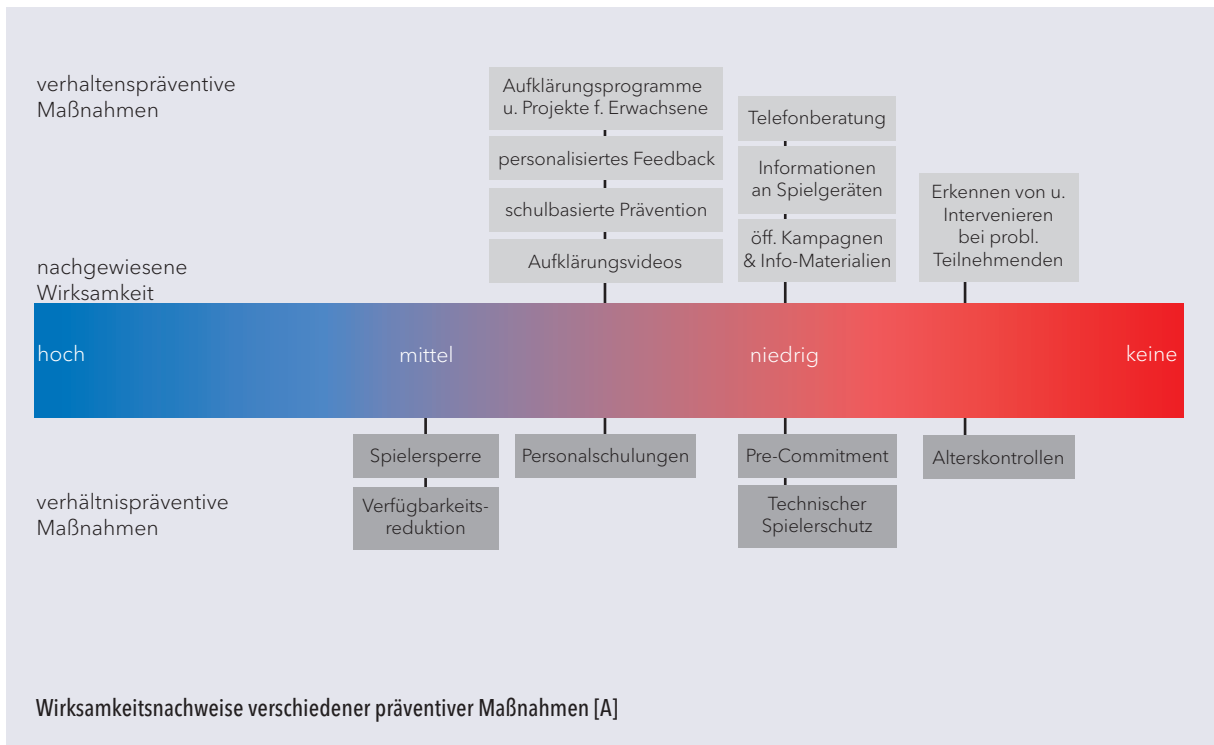 verhaltenspräventive
Maßnahmen
Aufklärungsprogramme
u. Projekte f. Erwachsene
personalisiertes Feedback
schulbasierte Prävention
Aufklärungsvideos
Telefonberatung
Informationen
an Spielgeräten
öff. Kampagnen
& Info-Materialien
Erkennen von u.
Intervenieren
bei probl.
Teilnehmenden
nachgewiesene
Wirksamkeit
hoch
mittel
niedrig
keine
Spielersperre
Verfügbarkeits-
reduktion
Personalschulungen
Pre-Commitment
Technischer
Spielerschutz
Alterskontrollen
verhältnispräventive
Maßnahmen
Wirksamkeitsnachweise verschiedener präventiver Maßnahmen [A]